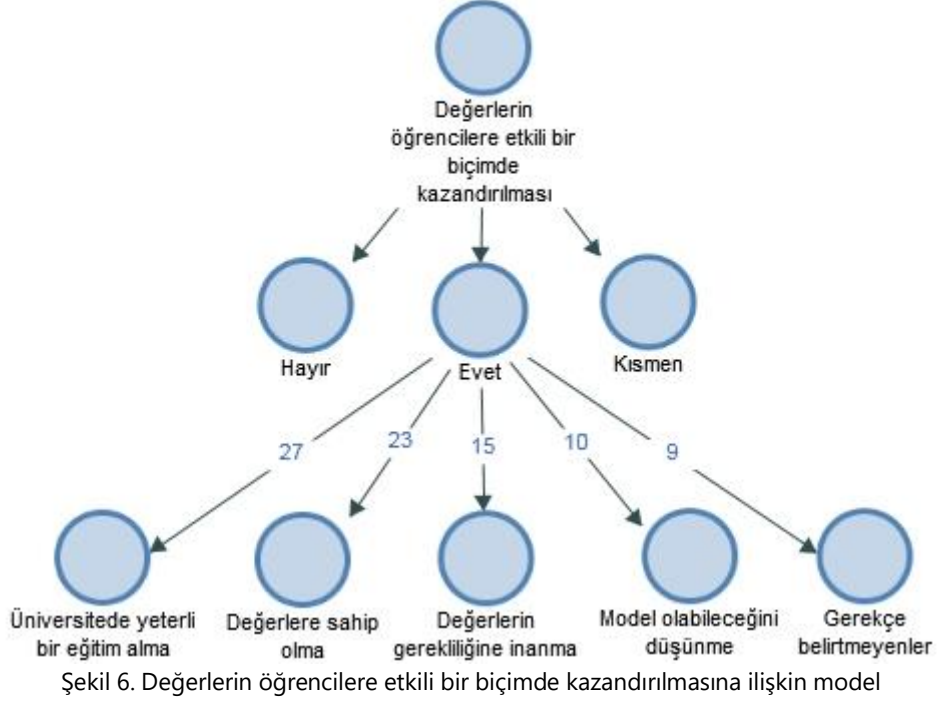 Değerlerin
öğrencilere etkili bir
biçimde
kazandırılması
Hayır
Evet
Kısmen
27
23
15
10
9
Üniversitede yeterli
bir eğitim alma
Değerlere sahip
olma
Değerlerin
gerekliliğine inanma
Model olabileceğini
düşünme
Gerekçe
belirtmeyenler
Şekil 6. Değerlerin öğrencilere etkili bir biçimde kazandırılmasına ilişkin model